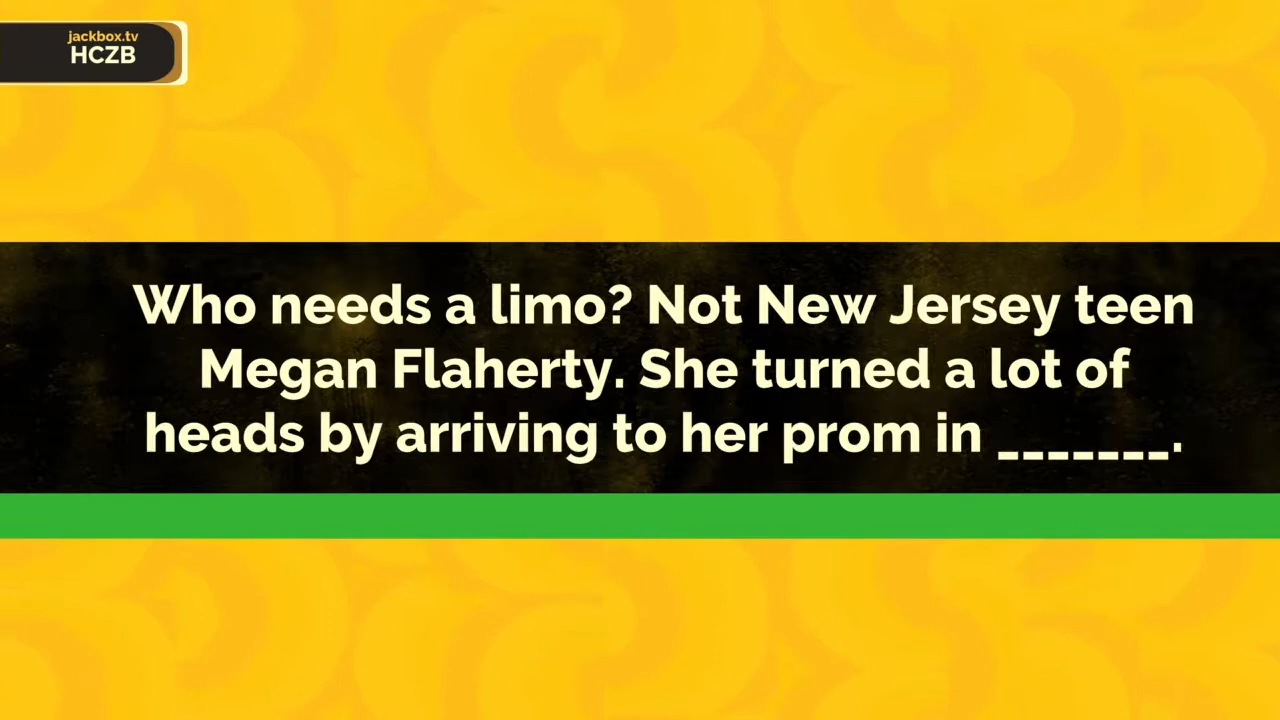 jackbox.tv
HCZB
Who needs a limo? Not New Jersey teen
Megan Flaherty. She turned a lot of
heads by arriving to her prom in _______.